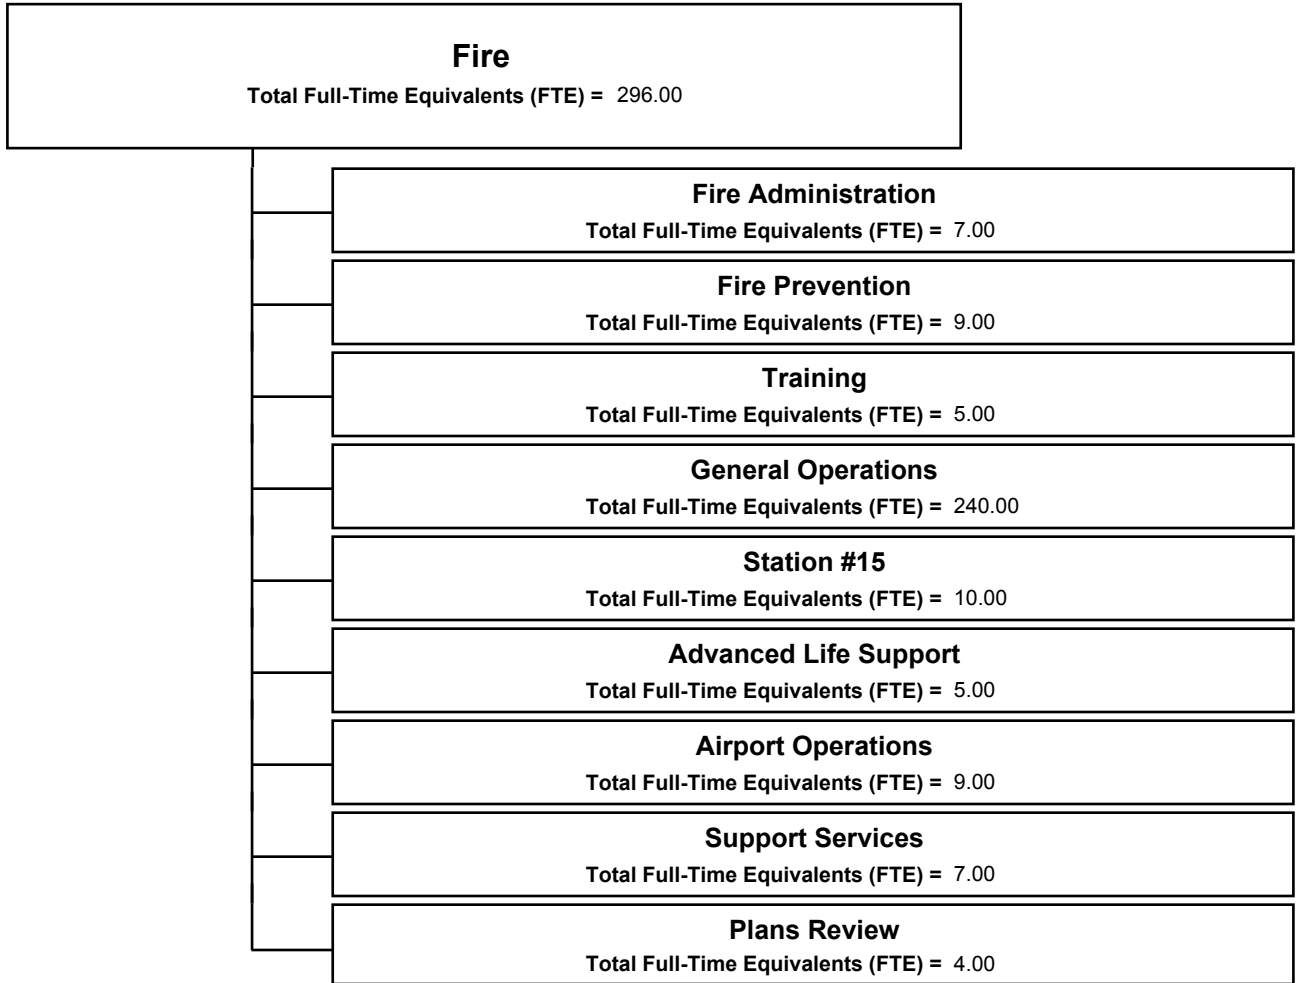 Fire
Total Full-Time Equivalents (FTE) = 296.00
Fire Administration
Total Full-Time Equivalents (FTE) = 7.00
Fire Prevention
Total Full-Time Equivalents (FTE) = 9.00
Training
Total Full-Time Equivalents (FTE) = 5.00
General Operations
Total Full-Time Equivalents (FTE) = 240.00
Station #15
Total Full-Time Equivalents (FTE) = 10.00
Advanced Life Support
Total Full-Time Equivalents (FTE) = 5.00
Airport Operations
Total Full-Time Equivalents (FTE) = 9.00
Support Services
Total Full-Time Equivalents (FTE) = 7.00
Plans Review
Total Full-Time Equivalents (FTE) = 4.00